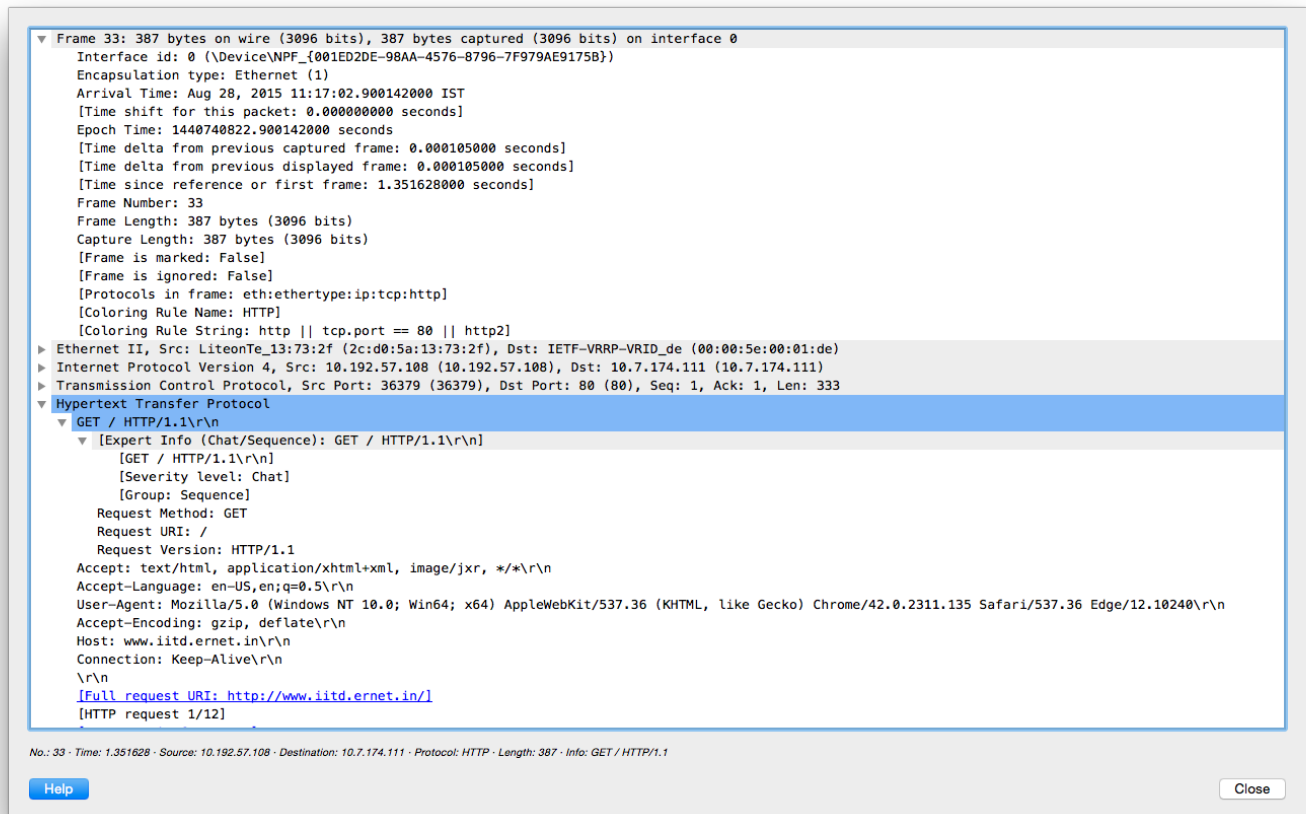 Frame 33: 387 bytes on wire (3096 bits), 387 bytes captured (3096 bits) on interface 0
Interface id: 0 (\Device\NPF_{001ED2DE-98AA-4576-8796-7F979AE9175B})
Encapsulation type: Ethernet (1)
Arrival Time: Aug 28, 2015 11:17:02.900142000 IST
[Time shift for this packet: 0.000000000 seconds]
Epoch Time: 1440740822.900142000 seconds
[Time delta from previous captured frame: 0.000105000 seconds]
[Time delta from previous displayed frame: 0.000105000 seconds]
[Time since reference or first frame: 1.351628000 seconds]
Frame Number: 33
Frame Length: 387 bytes (3096 bits)
Capture Length: 387 bytes (3096 bits)
[Frame is marked: False]
[Frame is ignored: False]
[Protocols in frame: eth:ethertype:ip:tcp:http]
[Coloring Rule Name: HTTP]
[Coloring Rule String: http || tcp.port == 80 || http2]
Ethernet II, Src: LiteonTe_13:73:2f (2c:d0:5a:13:73:2f), Dst: IETF-VRRP-VRID_de (00:00:5e:00:01:de)
Internet Protocol Version 4, Src: 10.192.57.108 (10.192.57.108), Dst: 10.7.174.111 (10.7.174.111)
Transmission Control Protocol, Src Port: 36379 (36379), Dst Port: 80 (80), Seq: 1, Ack: 1, Len: 333
Hypertext Transfer Protocol
GET / HTTP/1.1\r\n
[Expert Info (Chat/Sequence): GET / HTTP/1.1\r\n]
[GET / HTTP/1.1\r\n]
[Severity level: Chat]
[Group: Sequence]
Request Method: GET
Request URI: /
Request Version: HTTP/1.1
Accept: text/html, application/xhtml+xml, image/jxr, */*\r\n
Accept-Language: en-US,en;q=0.5\r\n
User-Agent: Mozilla/5.0 (Windows NT 10.0; Win64; x64) AppleWebKit/537.36 (KHTML, like Gecko) Chrome/42.0.2311.135 Safari/537.36 Edge/12.10240\r\n
Accept-Encoding: gzip, deflate\r\n
Host: www.iitd.ernet.in\r\n
Connection: Keep-Alive\r\n
\r\n
[Full request URI: http://www.iitd.ernet.in/]
[HTTP request 1/12]
No.: 33 · Time: 1.351628 · Source: 10.192.57.108 · Destination: 10.7.174.111 · Protocol: HTTP · Length: 387 · Info: GET / HTTP/1.1
Help
Close